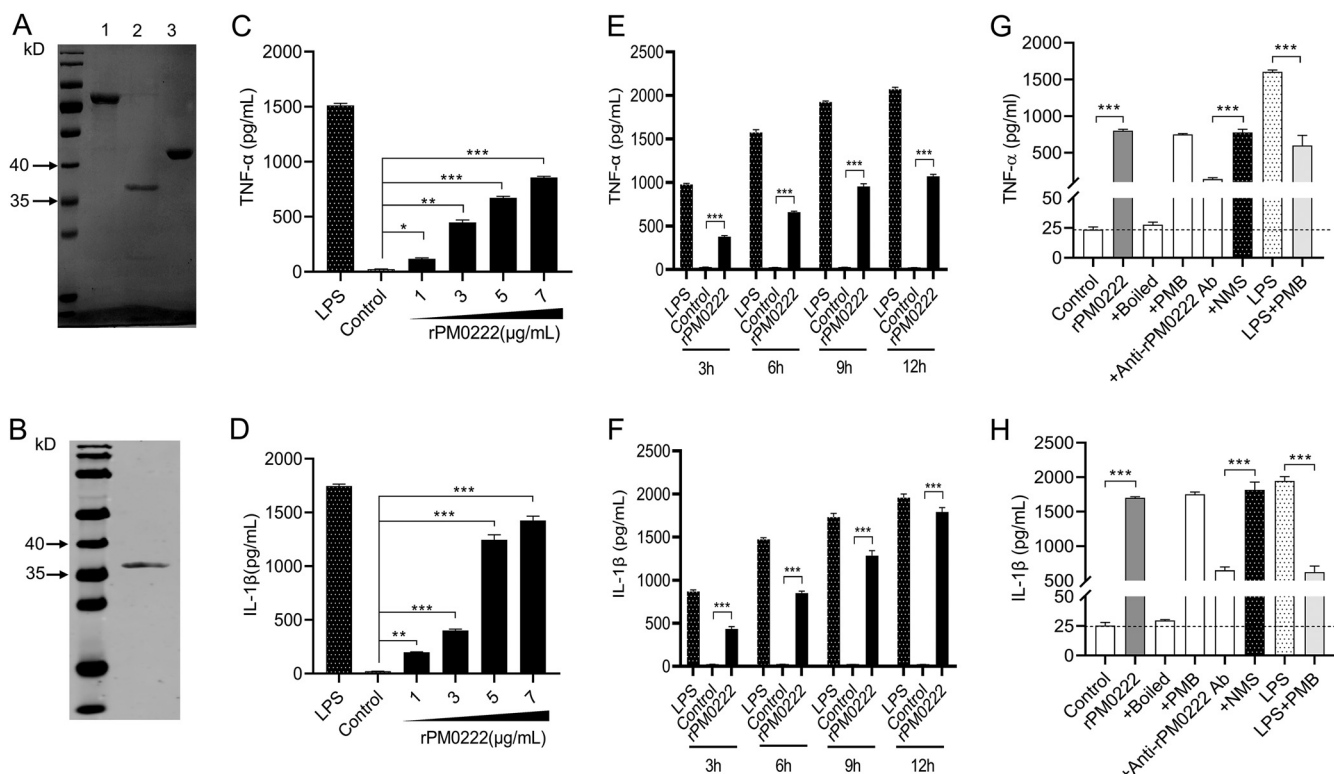 A
kD
1 2 3
40
35
B
kD
40
35
C
TNF-α (pg/mL)
2000
1500
1000
500
0
***
***
**
*
LPS
Control
1
3
5
7
rPM0222(µg/mL)
D
IL-1β(pg/mL)
2000
1500
1000
500
0
***
***
***
**
LPS
Control
1
3
5
7
rPM0222(µg/mL)
E
TNF-α (pg/mL)
2500
2000
1500
1000
500
0
***
***
***
***
LPS
Control
rPM0222
LPS
Control
rPM0222
LPS
Control
rPM0222
LPS
Control
rPM0222
3h 6h 9h 12h
F
IL-1β (pg/mL)
2500
2000
1500
1000
500
0
***
***
***
***
LPS
Control
rPM0222
LPS
Control
rPM0222
LPS
Control
rPM0222
LPS
Control
rPM0222
3h 6h 9h 12h
G
TNF-α (pg/ml)
2000
1500
1000
500
50
25
0
***
***
***
Control
rPM0222
+Boiled
+PMB
+Anti-rPM0222 Ab
+NMS
LPS
LPS+PMB
H
IL-1β (pg/mL)
2500
2000
1500
1000
500
50
25
0
***
***
***
Control
rPM0222
+Boiled
+PMB
+Anti-rPM0222 Ab
+NMS
LPS
LPS+PMB